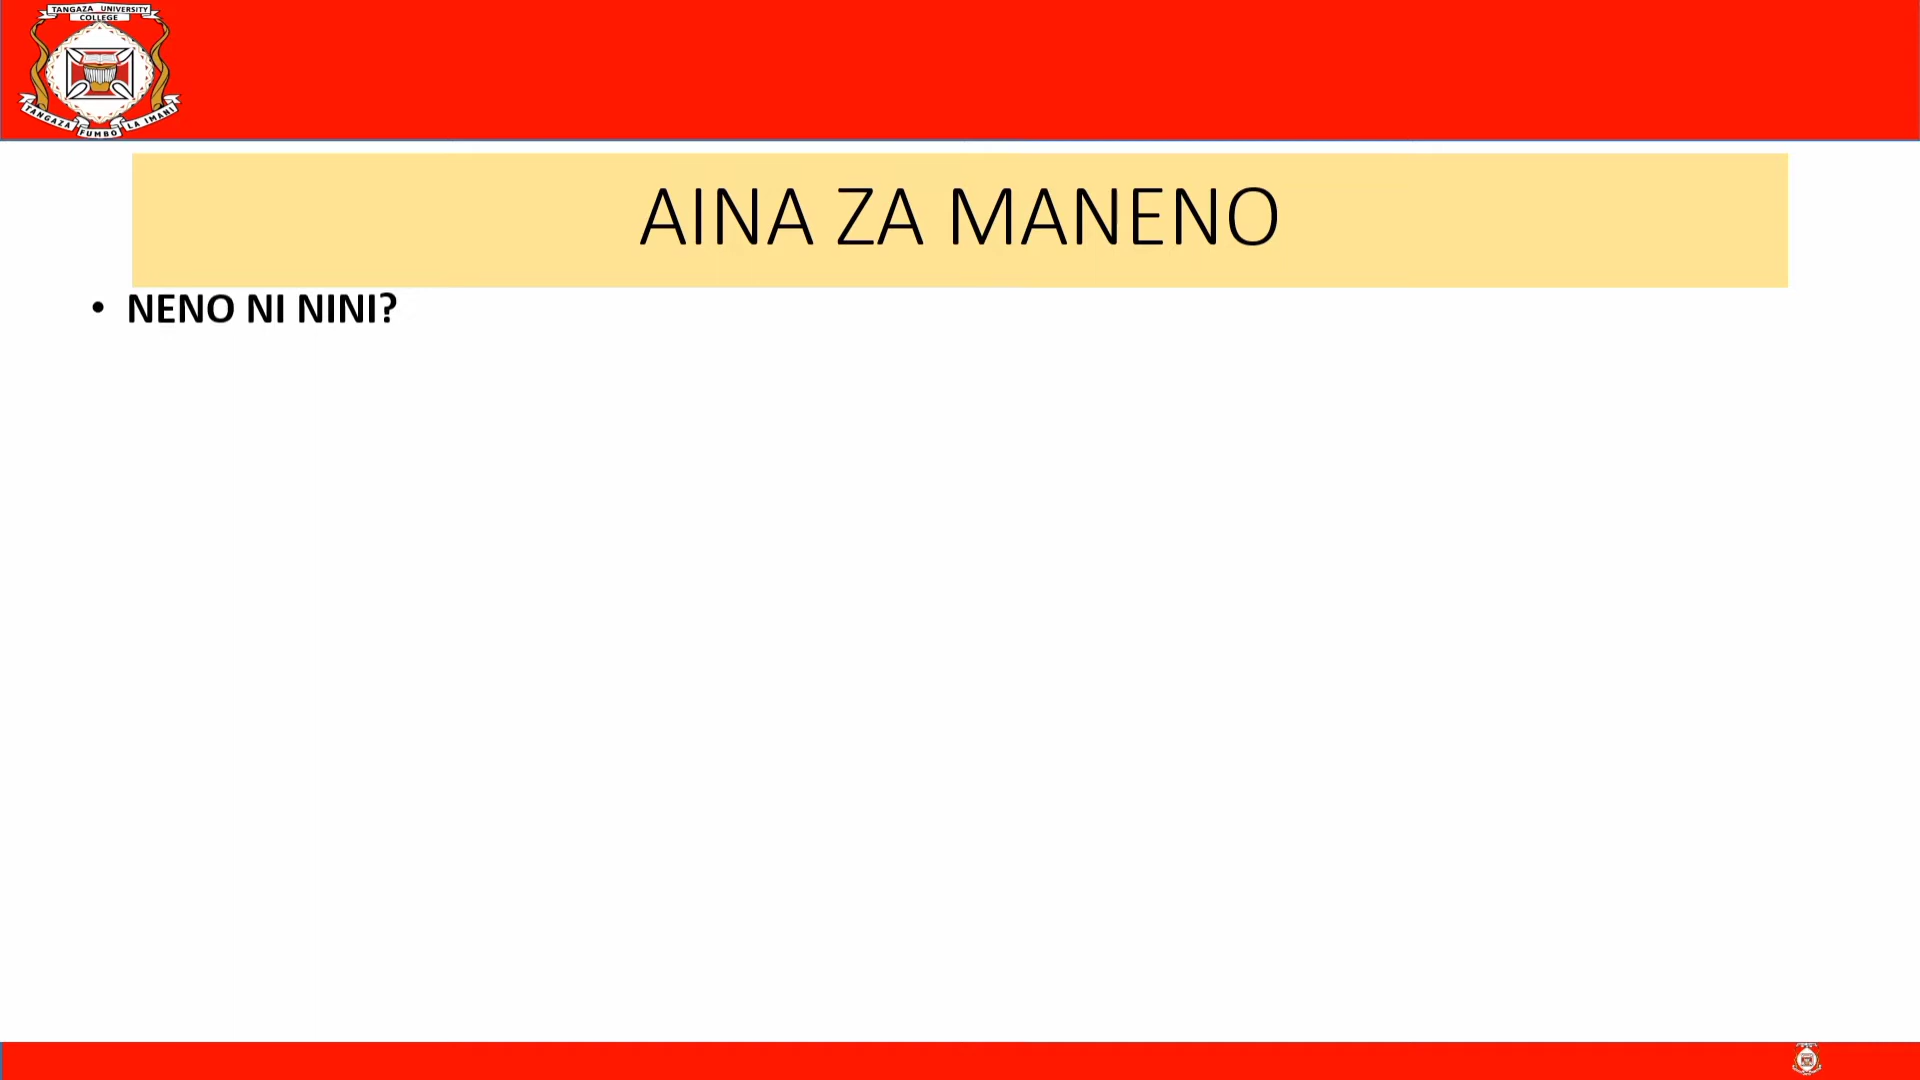 TANGAZA UNIVERSITY
COLLEGE
TANGAZA FUMBO LA IMANI
AINA ZA MANENO
• NENO NI NINI?